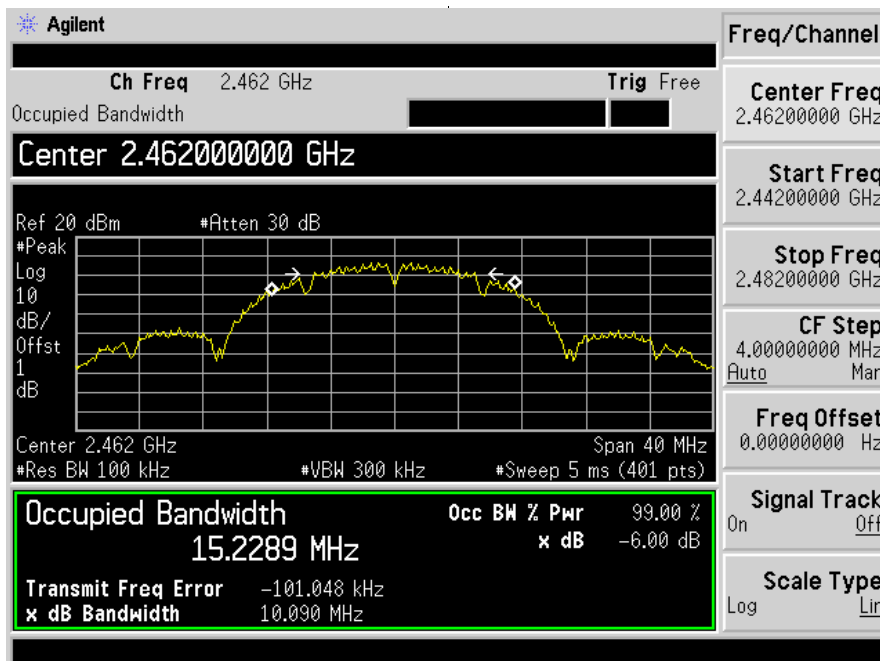 Agilent
Freq/Channel
Ch Freq 2.462 GHz Trig Free
Occupied Bandwidth
Center 2.462000000 GHz
Ref 20 dBm #Atten 30 dB
#Peak
Log
10
dB/
Offst
1
dB
Center 2.462 GHz Span 40 MHz
#Res BW 100 kHz #VBW 300 kHz #Sweep 5 ms (401 pts)
Occupied Bandwidth Occ BW % Pwr 99.00 %
15.2289 MHz x dB -6.00 dB
Transmit Freq Error -101.048 kHz
x dB Bandwidth 10.090 MHz
Center Freq
2.46200000 GHz
Start Freq
2.44200000 GHz
Stop Freq
2.48200000 GHz
CF Step
4.00000000 MHz
Auto Man
Freq Offset
0.00000000 Hz
Signal Track
On Off
Scale Type
Log Lin